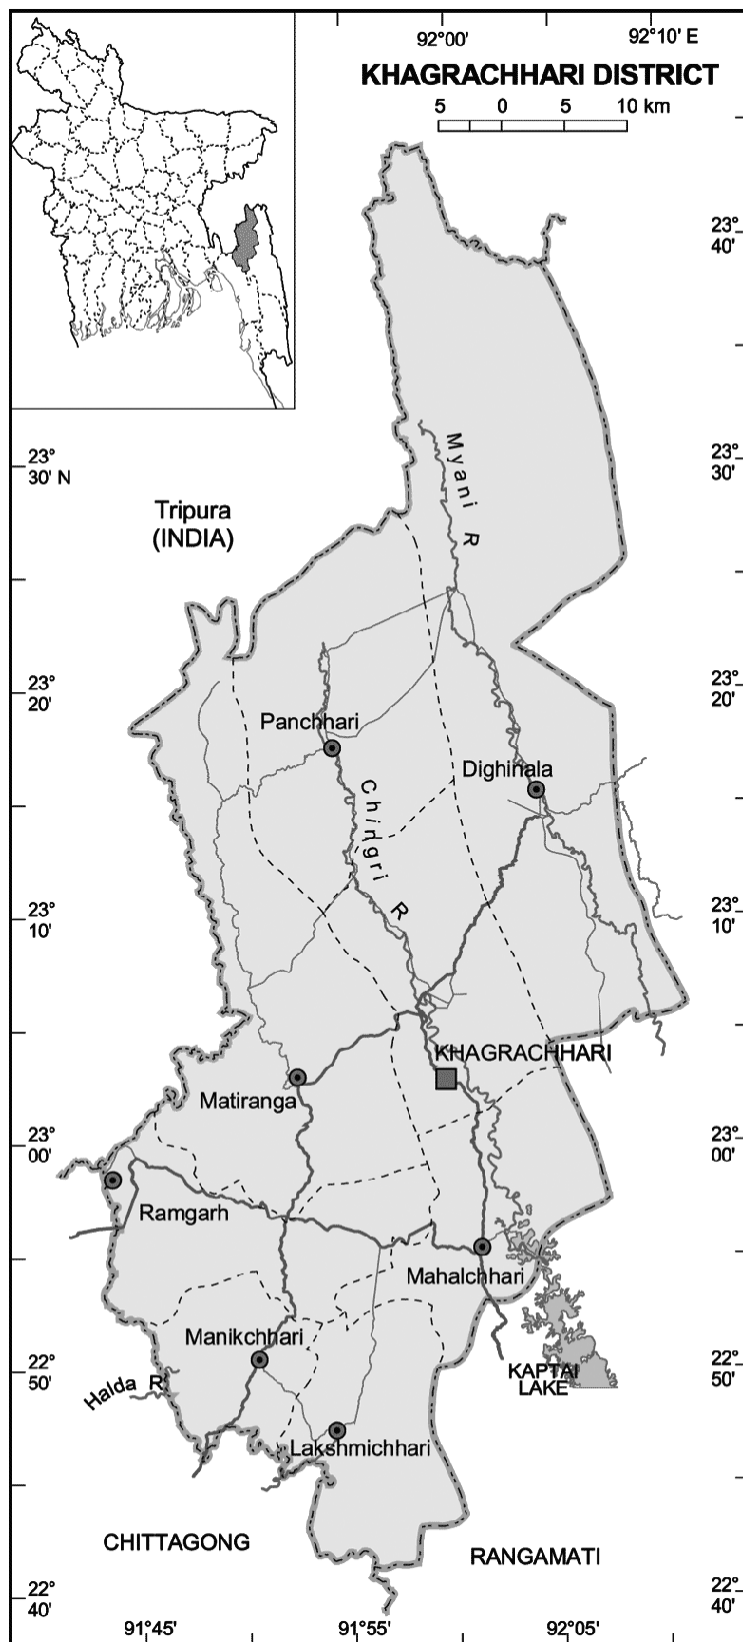 92°00'
92°10' E
KHAGRACHHARI DISTRICT
5 0 5 10 km
23°
40'
Myani R
23°
30' N
23°
30'
Tripura
(INDIA)
23°
20'
23°
20'
Panchhari
Dighinala
Chingri R
23°
10'
23°
10'
KHAGRACHHARI
Matiranga
23°
00'
23°
00'
Ramgarh
Mahalchhari
Manikchhari
22°
50'
22°
50'
Halda R
KAPTAI
LAKE
Lakshmichhari
CHITTAGONG
RANGAMATI
22°
40'
22°
40'
91°45'
91°55'
92°05'